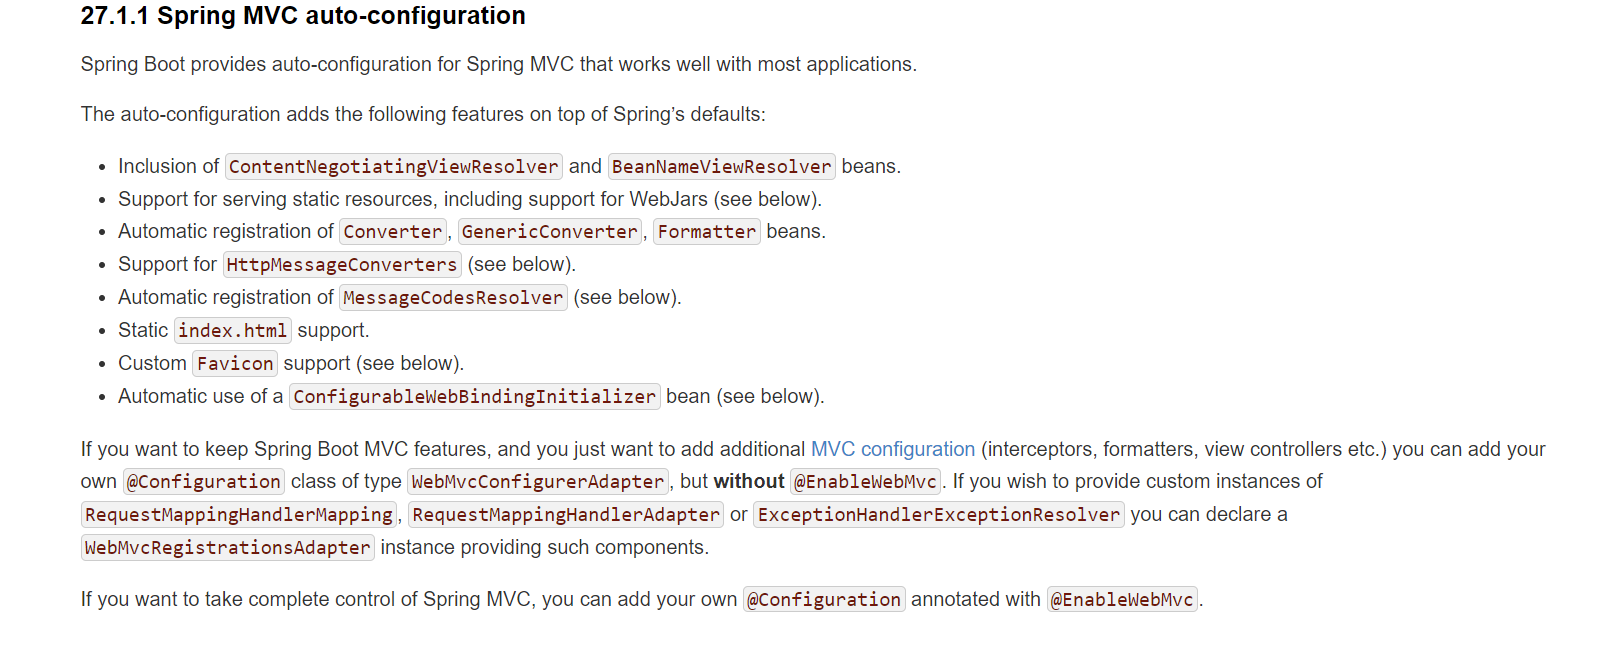 27.1.1 Spring MVC auto-configuration
Spring Boot provides auto-configuration for Spring MVC that works well with most applications.
The auto-configuration adds the following features on top of Spring’s defaults:
• Inclusion of ContentNegotiatingViewResolver and BeanNameViewResolver beans.
• Support for serving static resources, including support for WebJars (see below).
• Automatic registration of Converter, GenericConverter, Formatter beans.
• Support for HttpMessageConverters (see below).
• Automatic registration of MessageCodesResolver (see below).
• Static index.html support.
• Custom Favicon support (see below).
• Automatic use of a ConfigurableWebBindingInitializer bean (see below).
If you want to keep Spring Boot MVC features, and you just want to add additional MVC configuration (interceptors, formatters, view controllers etc.) you can add your
own @Configuration class of type WebMvcConfigurerAdapter, but without @EnableWebMvc. If you wish to provide custom instances of
RequestMappingHandlerMapping, RequestMappingHandlerAdapter or ExceptionHandlerExceptionResolver you can declare a
WebMvcRegistrationsAdapter instance providing such components.
If you want to take complete control of Spring MVC, you can add your own @Configuration annotated with @EnableWebMvc.